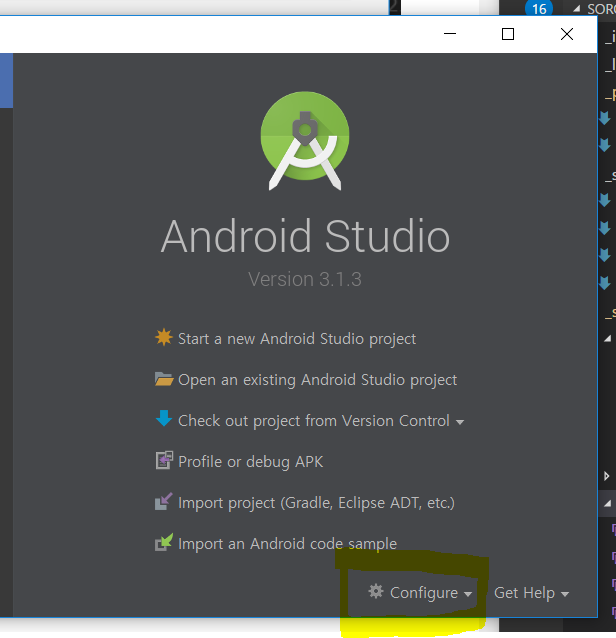 16
SORC
Android Studio
Version 3.1.3
Start a new Android Studio project
Open an existing Android Studio project
Check out project from Version Control
Profile or debug APK
Import project (Gradle, Eclipse ADT, etc.)
Import an Android code sample
Configure
Get Help